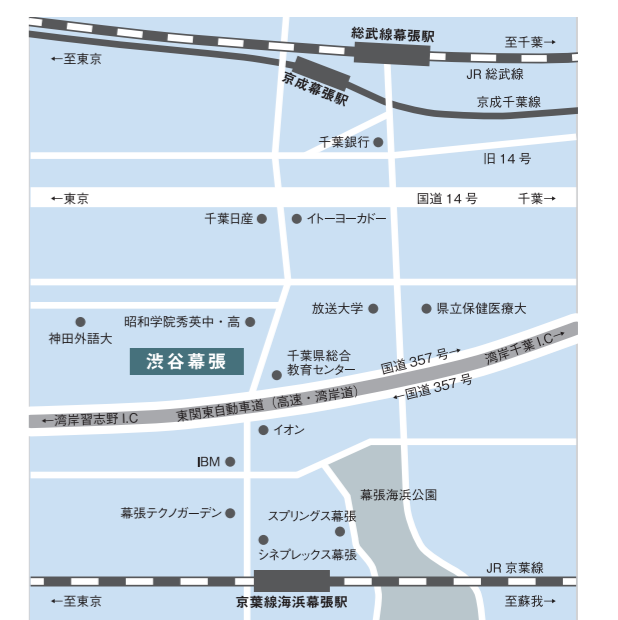 総武線幕張駅
至千葉→
←至東京
JR 総武線
京成幕張駅
京成千葉線
千葉銀行
旧 14 号
←東京
国道 14 号
千葉→
千葉日産
イトーヨーカドー
放送大学
県立保健医療大
昭和学院秀英中・高
神田外語大
渋谷幕張
千葉県総合
教育センター
国道 357 号→
湾岸千葉 I.C→
←国道 357 号
←湾岸習志野 I.C
東関東自動車道（高速・湾岸道）
イオン
IBM
幕張海浜公園
幕張テクノガーデン
スプリングス幕張
シネプレックス幕張
JR 京葉線
←至東京
京葉線海浜幕張駅
至蘇我→